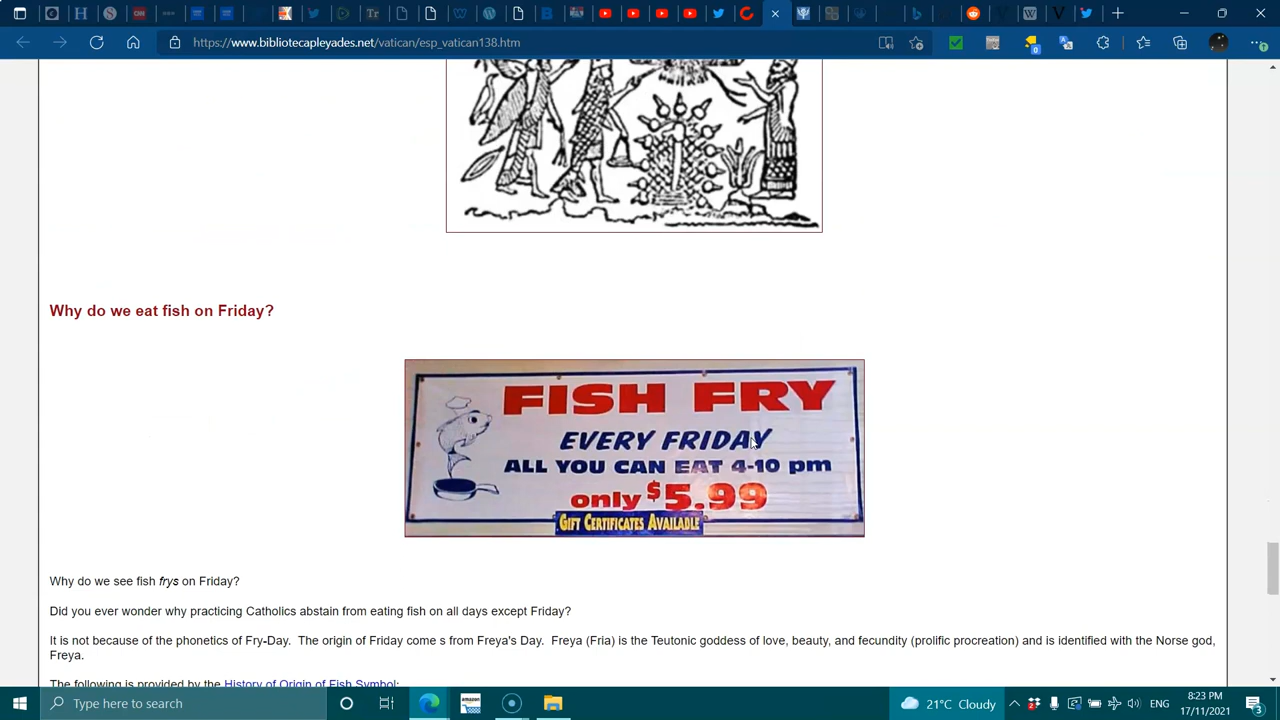 https://www.bibliotecapleyades.net/vatican/esp_vatican138.htm
Why do we eat fish on Friday?
FISH FRY
EVERY FRIDAY
ALL YOU CAN EAT 4-10 pm
only $5.99
GIFT CERTIFICATES AVAILABLE
Why do we see fish frys on Friday?
Did you ever wonder why practicing Catholics abstain from eating fish on all days except Friday?
It is not because of the phonetics of Fry-Day. The origin of Friday come s from Freya's Day. Freya (Fria) is the Teutonic goddess of love, beauty, and fecundity (prolific procreation) and is identified with the Norse god,
Freya.
The following is provided by the History of Origin of Fish Symbol:
Type here to search
21°C Cloudy
ENG
8:23 PM
17/11/2021